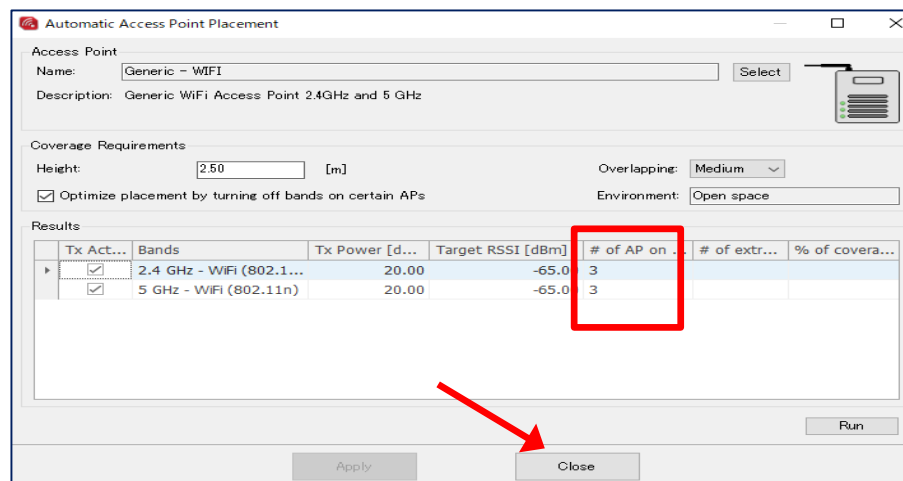 Automatic Access Point Placement
Access Point
Name: Generic - WIFI Select
Description: Generic WiFi Access Point 2.4GHz and 5 GHz
Coverage Requirements
Height: 2.50 [m] Overlapping: Medium
Optimize placement by turning off bands on certain APs Environment: Open space
Results
Tx Act... Bands Tx Power [d... Target RSSI [dBm] # of AP on ... # of extr... % of covera...
2.4 GHz - WiFi (802.1... 20.00 -65.00 3
5 GHz - WiFi (802.11n) 20.00 -65.00 3
Run
Apply Close